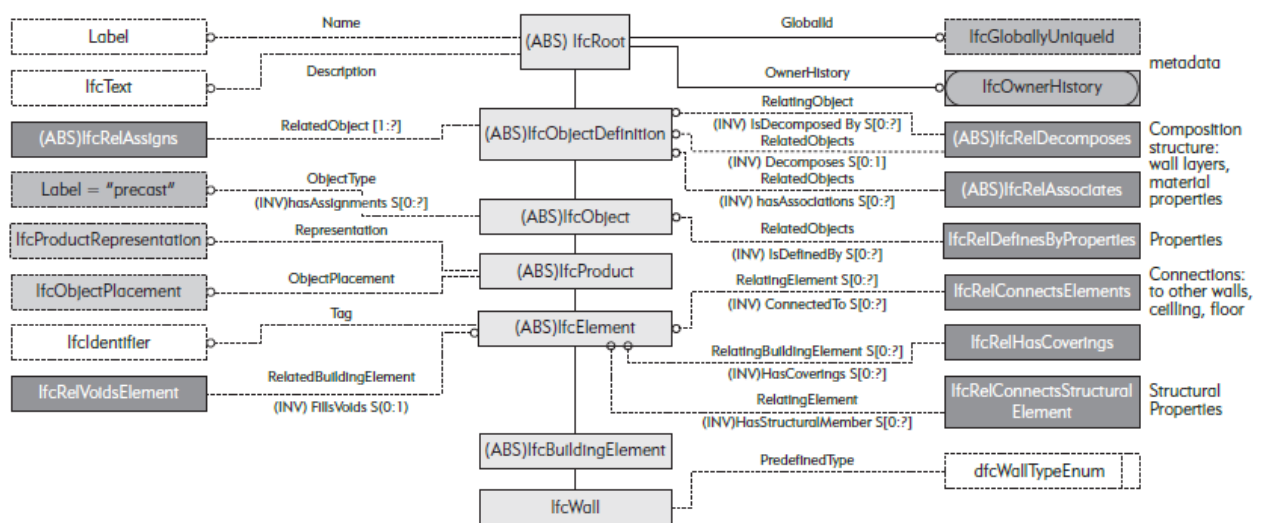 Name
GlobalId
Label
(ABS) IfcRoot
IfcGloballyUniqueId
metadata
IfcText
Description
OwnerHistory
IfcOwnerHistory
RelatingObject
(ABS)IfcRelAssigns
RelatedObject [1:?]
(ABS)IfcObjectDefinition
(INV) IsDecomposed By S[0:?]
RelatedObjects
(ABS)IfcRelDecomposes
Composition
structure:
wall layers,
material
properties
(INV) Decomposes S[0:1]
RelatedObjects
(INV) hasAssociations S[0:?]
(ABS)IfcRelAssociates
Label = "precast"
ObjectType
(INV)hasAssignments S[0:?]
(ABS)IfcObject
RelatedObjects
(INV) IsDefinedBy S[0:?]
IfcRelDefinesByProperties
Properties
IfcProductRepresentation
Representation
(ABS)IfcProduct
IfcObjectPlacement
ObjectPlacement
RelatingElement S[0:?]
(INV) ConnectedTo S[0:?]
IfcRelConnectsElements
Connections:
to other walls,
ceilling, floor
Tag
IfcIdentifier
(ABS)IfcElement
RelatingBuildingElement S[0:?]
(INV)HasCoverings S[0:?]
IfcRelHasCoverings
IfcRelVoidsElement
RelatedBuildingElement
(INV) FillsVoids S(0:1)
RelatingElement
(INV)HasStructuralMember S[0:?]
IfcRelConnectsStructural
Element
Structural
Properties
(ABS)IfcBuildingElement
PredefinedType
dfcWallTypeEnum
IfcWall